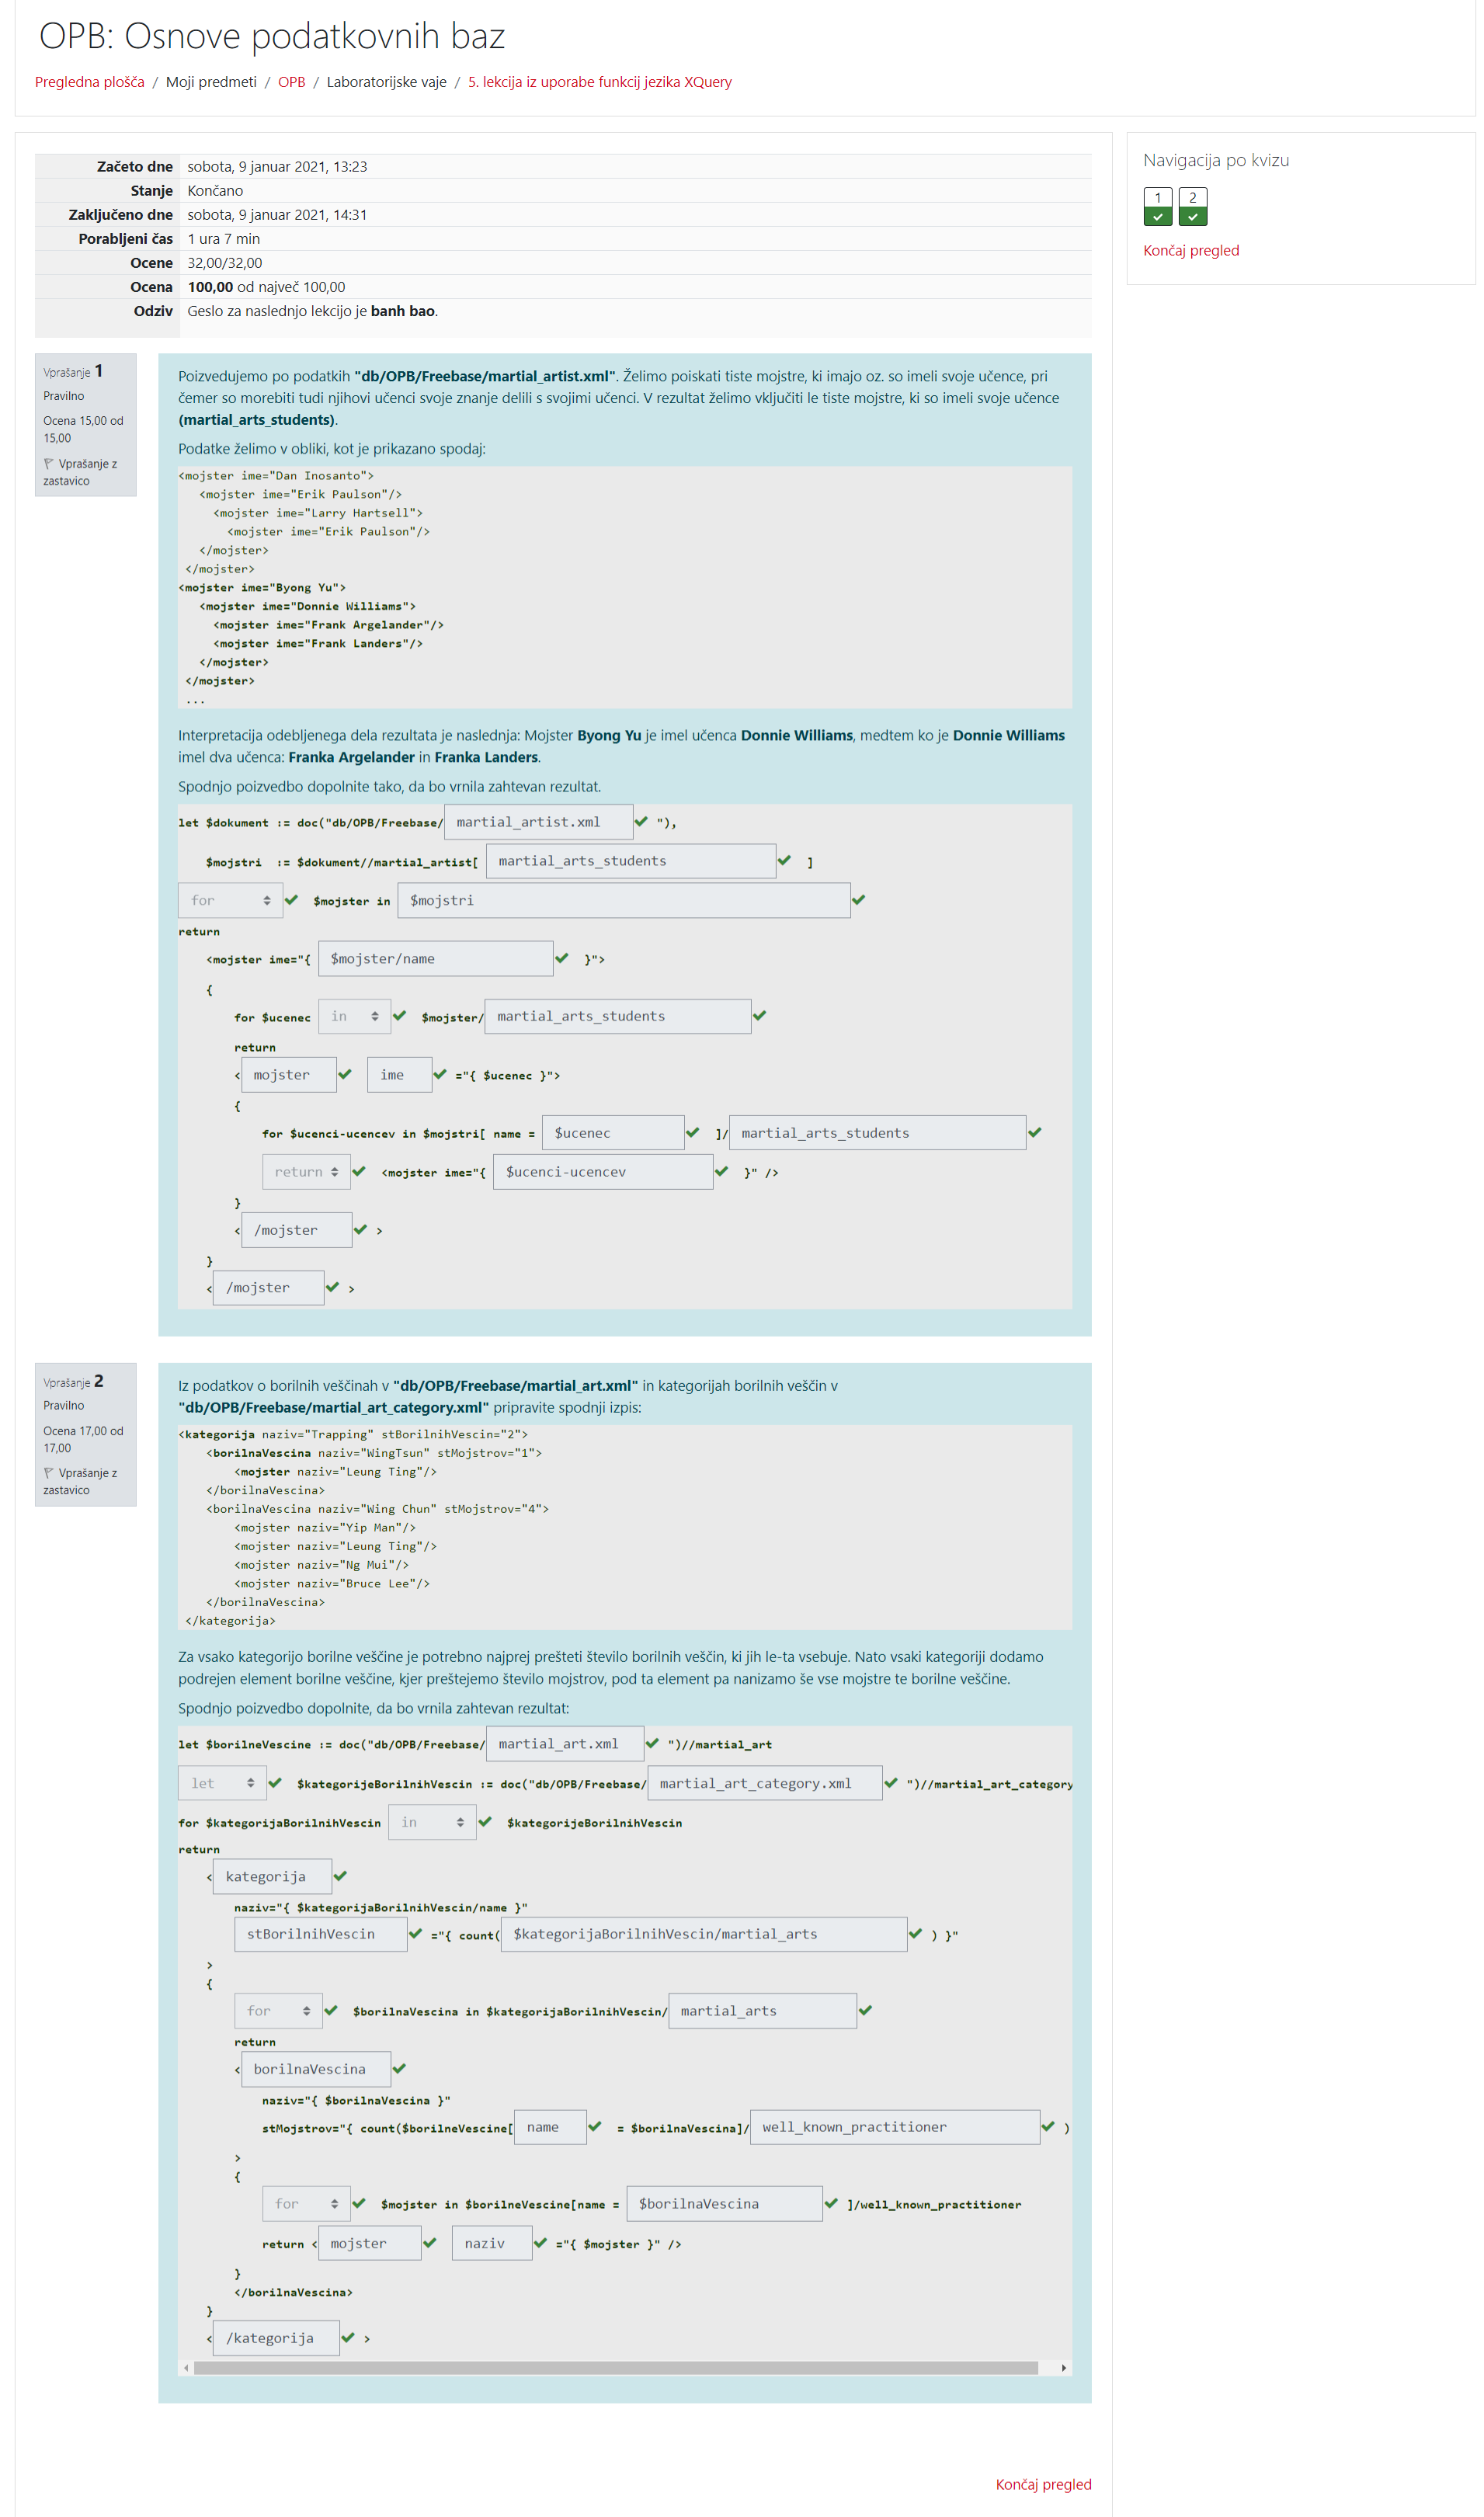 OPB: Osnove podatkovnih baz
Pregledna plošča / Moji predmeti / OPB / Laboratorijske vaje / 5. lekcija iz uporabe funkcij jezika XQuery
Začeto dne sobota, 9 januar 2021, 13:23
Stanje Končano
Zaključeno dne sobota, 9 januar 2021, 14:31
Porabljeni čas 1 ura 7 min
Ocene 32,00/32,00
Ocena 100,00 od največ 100,00
Odziv Geslo za naslednjo lekcijo je banh bao.
Navigacija po kvizu
1 2
Končaj pregled
Vprašanje 1
Pravilno
Ocena 15,00 od
15,00
Vprašanje z
zastavico
Poizvedujemo po podatkih "db/OPB/Freebase/martial_artist.xml". Želimo poiskati tiste mojstre, ki imajo oz. so imeli svoje učence, pri
čemer so morebiti tudi njihovi učenci svoje znanje delili s svojimi učenci. V rezultat želimo vključiti le tiste mojstre, ki so imeli svoje učence
(martial_arts_students).
Podatke želimo v obliki, kot je prikazano spodaj:
<mojster ime="Dan Inosanto">
<mojster ime="Erik Paulson"/>
<mojster ime="Larry Hartsell">
<mojster ime="Erik Paulson"/>
</mojster>
</mojster>
<mojster ime="Byong Yu">
<mojster ime="Donnie Williams">
<mojster ime="Frank Argelander"/>
<mojster ime="Frank Landers"/>
</mojster>
</mojster>
...
Interpretacija odebljenega dela rezultata je naslednja: Mojster Byong Yu je imel učenca Donnie Williams, medtem ko je Donnie Williams
imel dva učenca: Franka Argelander in Franka Landers.
Spodnjo poizvedbo dopolnite tako, da bo vrnila zahtevan rezultat.
let $dokument := doc("db/OPB/Freebase/ martial_artist.xml "),
$mojstri := $dokument//martial_artist[ martial_arts_students ]
for $mojster in $mojstri
return
<mojster ime="{ $mojster/name }">
{
for $ucenec in $mojster/ martial_arts_students
return
< mojster ime ="{ $ucenec }">
{
for $ucenci-ucencev in $mojstri[ name = $ucenec ]/ martial_arts_students
return <mojster ime="{ $ucenci-ucencev }" />
}
< /mojster >
}
< /mojster >
Vprašanje 2
Pravilno
Ocena 17,00 od
17,00
Vprašanje z
zastavico
Iz podatkov o borilnih veščinah v "db/OPB/Freebase/martial_art.xml" in kategorijah borilnih veščin v
"db/OPB/Freebase/martial_art_category.xml" pripravite spodnji izpis:
<kategorija naziv="Trapping" stBorilnihVescin="2">
<borilnaVescina naziv="WingTsun" stMojstrov="1">
<mojster naziv="Leung Ting"/>
</borilnaVescina>
<borilnaVescina naziv="Wing Chun" stMojstrov="4">
<mojster naziv="Yip Man"/>
<mojster naziv="Leung Ting"/>
<mojster naziv="Ng Mui"/>
<mojster naziv="Bruce Lee"/>
</borilnaVescina>
</kategorija>
Za vsako kategorijo borilne veščine je potrebno najprej prešteti število borilnih veščin, ki jih le-ta vsebuje. Nato vsaki kategoriji dodamo
podrejen element borilne veščine, kjer preštejemo število mojstrov, pod ta element pa nanizamo še vse mojstre te borilne veščine.
Spodnjo poizvedbo dopolnite, da bo vrnila zahtevan rezultat:
let $borilneVescine := doc("db/OPB/Freebase/ martial_art.xml ")//martial_art
let $kategorijeBorilnihVescin := doc("db/OPB/Freebase/ martial_art_category.xml ")//martial_art_category
for $kategorijaBorilnihVescin in $kategorijeBorilnihVescin
return
< kategorija
naziv="{ $kategorijaBorilnihVescin/name }"
stBorilnihVescin ="{ count( $kategorijaBorilnihVescin/martial_arts ) }"
>
{
for $borilnaVescina in $kategorijaBorilnihVescin/ martial_arts
return
< borilnaVescina
naziv="{ $borilnaVescina }"
stMojstrov="{ count($borilneVescine[ name = $borilnaVescina]/ well_known_practitioner )
>
{
for $mojster in $borilneVescine[name = $borilnaVescina ]/well_known_practitioner
return < mojster naziv ="{ $mojster }" />
}
</borilnaVescina>
}
< /kategorija >
Končaj pregled